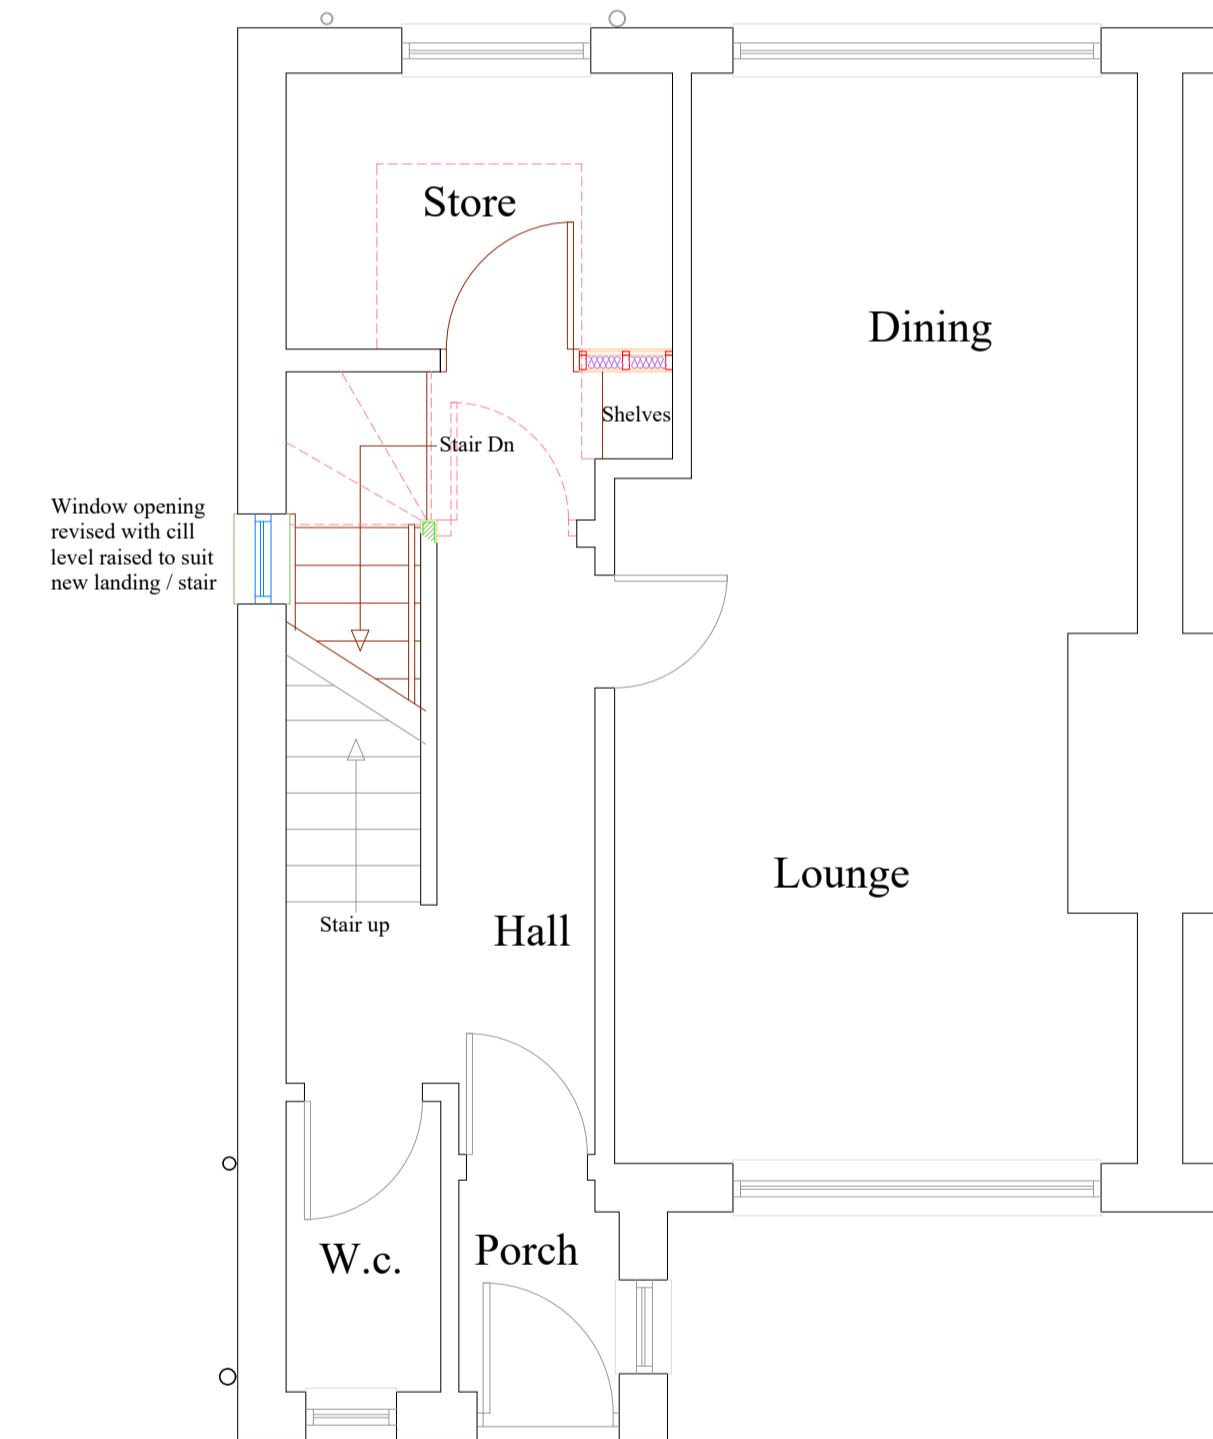 Store
Dining
Shelves
Stair Dn
Window opening
revised with cill
level raised to suit
new landing / stair
Lounge
Stair up
Hall
W.c.
Porch